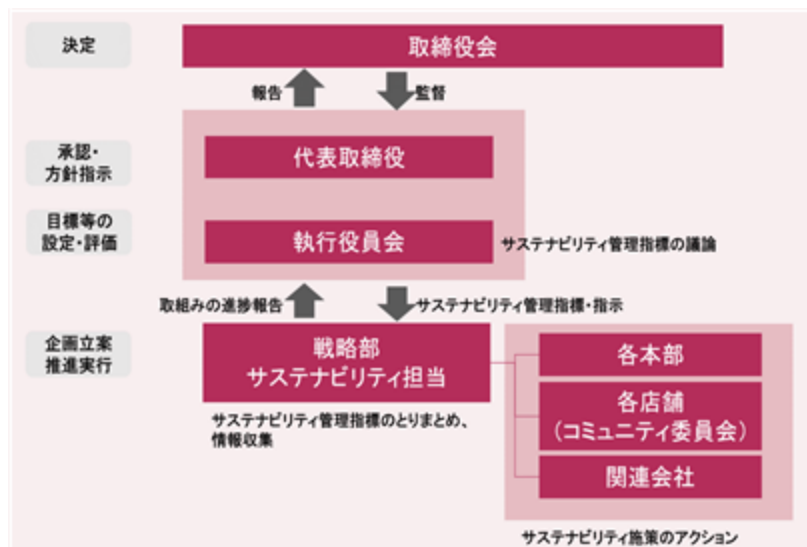 決定
取締役会
報告
監督
承認・
方針指示
代表取締役
目標等の
設定・評価
執行役員会
サステナビリティ管理指標の議論
取組みの進捗報告
サステナビリティ管理指標・指示
企画立案
推進実行
戦略部
サステナビリティ担当
サステナビリティ管理指標のとりまとめ、
情報収集
各本部
各店舗
（コミュニティ委員会）
関連会社
サステナビリティ施策のアクション